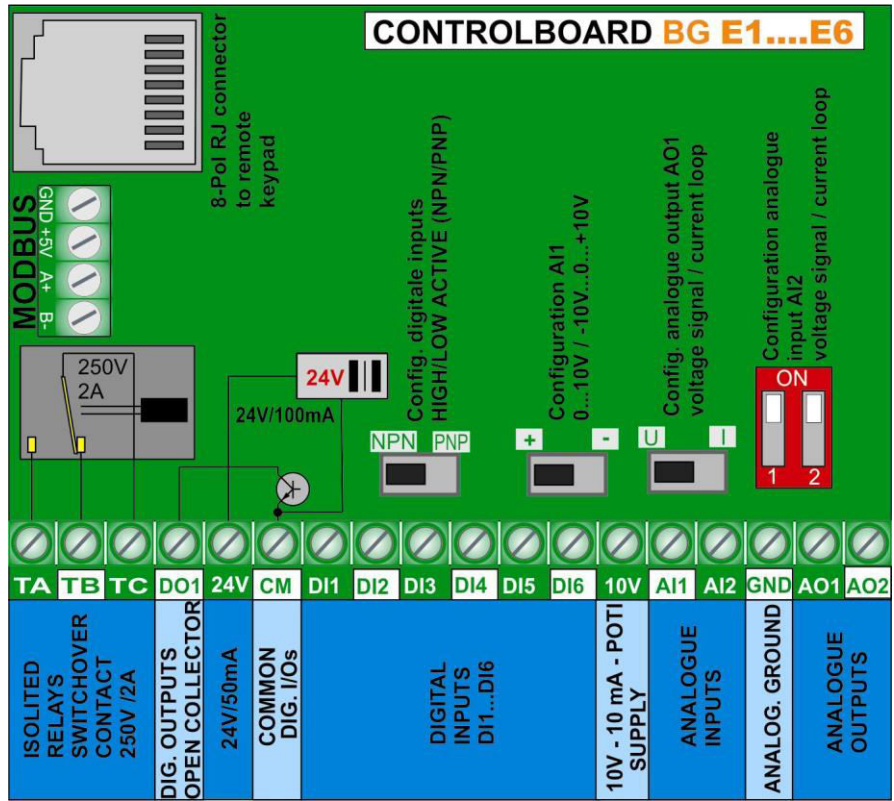 CONTROLBOARD BG E1....E6
8-Pol RJ connector
to remote
keypad
MODBUS
GND
+5V
A+
B-
250V
2A
24V
24V/100mA
Config. digitale inputs
HIGH/LOW ACTIVE (NPN/PNP)
NPN PNP
Configuration AI1
0...10V / -10V..0...+10V
+ -
Config. analogue output AO1
voltage signal / current loop
U I
Configuration analogue
input AI2
voltage signal / current loop
ON
1 2
TA TB TC DO1 24V CM DI1 DI2 DI3 DI4 DI5 DI6 10V AI1 AI2 GND AO1 AO2
ISOLITED
RELAYS
SWITCHOVER
CONTACT
250V /2A
DIG. OUTPUTS
OPEN COLLECTOR
24V/50mA
COMMON
DIG. I/Os
DIGITAL
INPUTS
DI1...DI6
10V - 10 mA - POTI
SUPPLY
ANALOGUE
INPUTS
ANALOG. GROUND
ANALOGUE
OUTPUTS